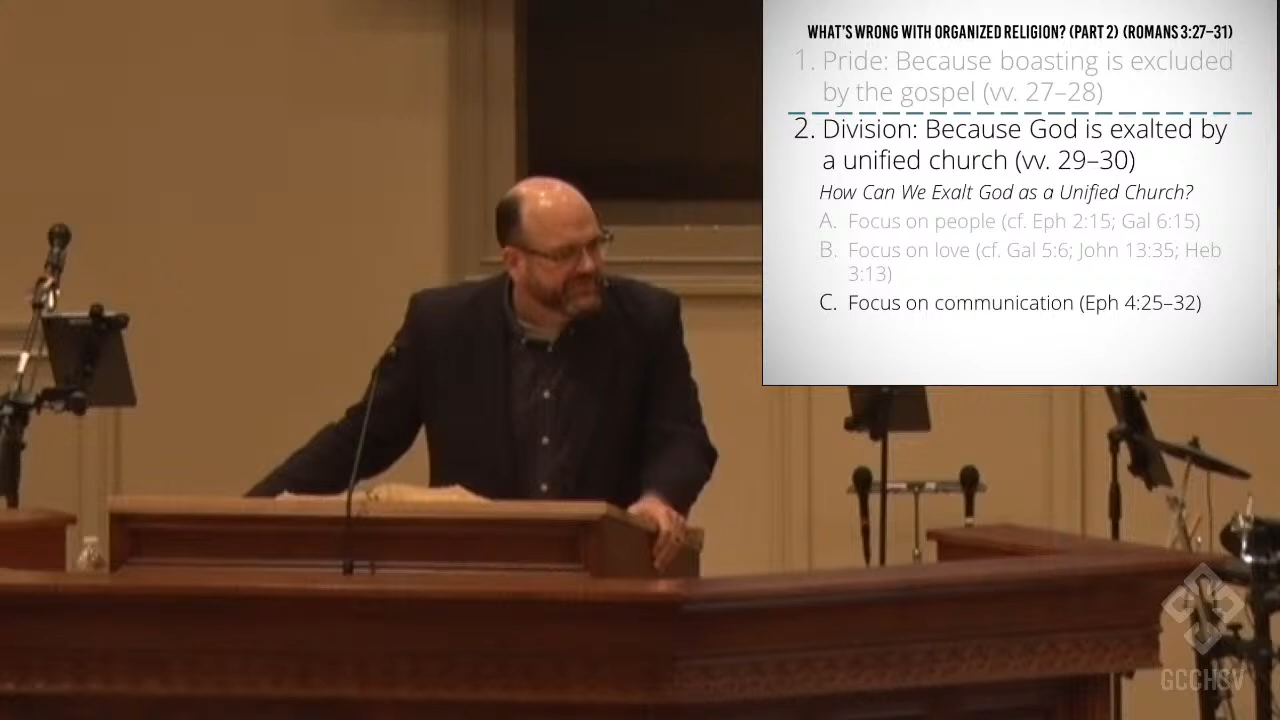 WHAT'S WRONG WITH ORGANIZED RELIGION? (PART 2) (ROMANS 3:27–31)
1. Pride: Because boasting is excluded
by the gospel (vv. 27–28)
2. Division: Because God is exalted by
a unified church (vv. 29–30)
How Can We Exalt God as a Unified Church?
A. Focus on people (cf. Eph 2:15; Gal 6:15)
B. Focus on love (cf. Gal 5:6; John 13:35; Heb
3:13)
C. Focus on communication (Eph 4:25–32)
GCCHSV